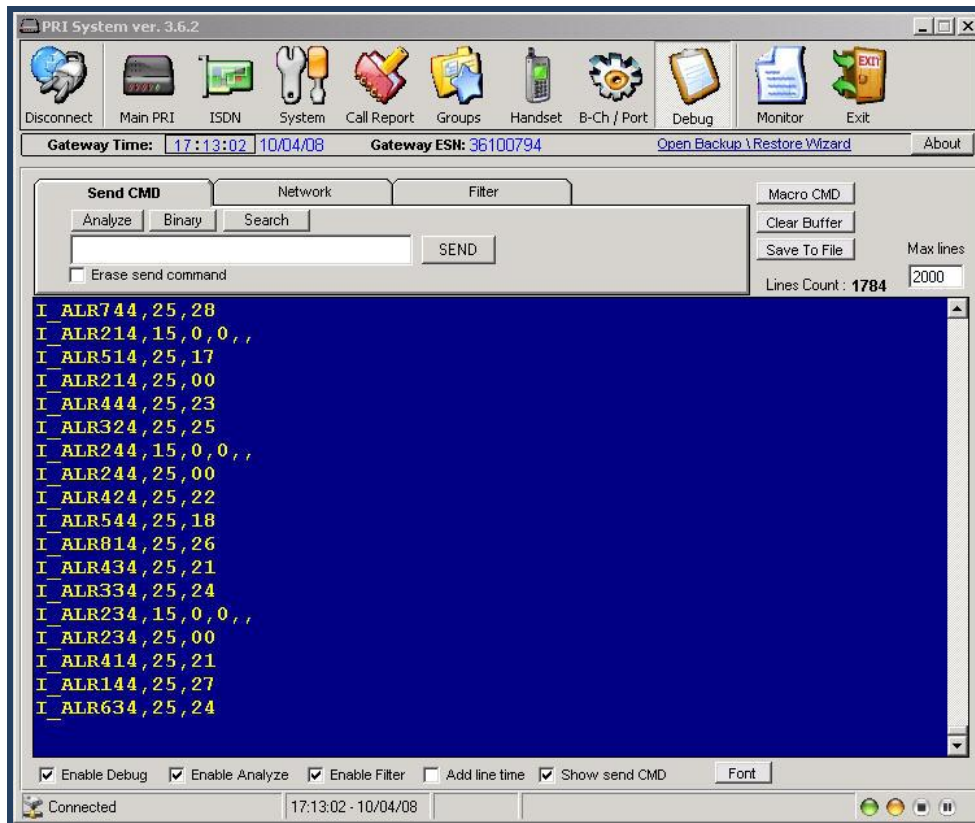 PRI System ver. 3.6.2
Disconnect Main PRI ISDN System Call Report Groups Handset B-Ch / Port Debug Monitor Exit
EXIT
Gateway Time: 17:13:02 10/04/08 Gateway ESN: 36100794 Open Backup \ Restore Wizard About
Send CMD Network Filter Macro CMD
Analyze Binary Search Clear Buffer
SEND Save To File Max lines
Erase send command Lines Count : 1784 2000
I_ALR744,25,28
I_ALR214,15,0,0,,
I_ALR514,25,17
I_ALR214,25,00
I_ALR444,25,23
I_ALR324,25,25
I_ALR244,15,0,0,,
I_ALR244,25,00
I_ALR424,25,22
I_ALR544,25,18
I_ALR814,25,26
I_ALR434,25,21
I_ALR334,25,24
I_ALR234,15,0,0,,
I_ALR234,25,00
I_ALR414,25,21
I_ALR144,25,27
I_ALR634,25,24
Enable Debug Enable Analyze Enable Filter Add line time Show send CMD Font
Connected 17:13:02 - 10/04/08